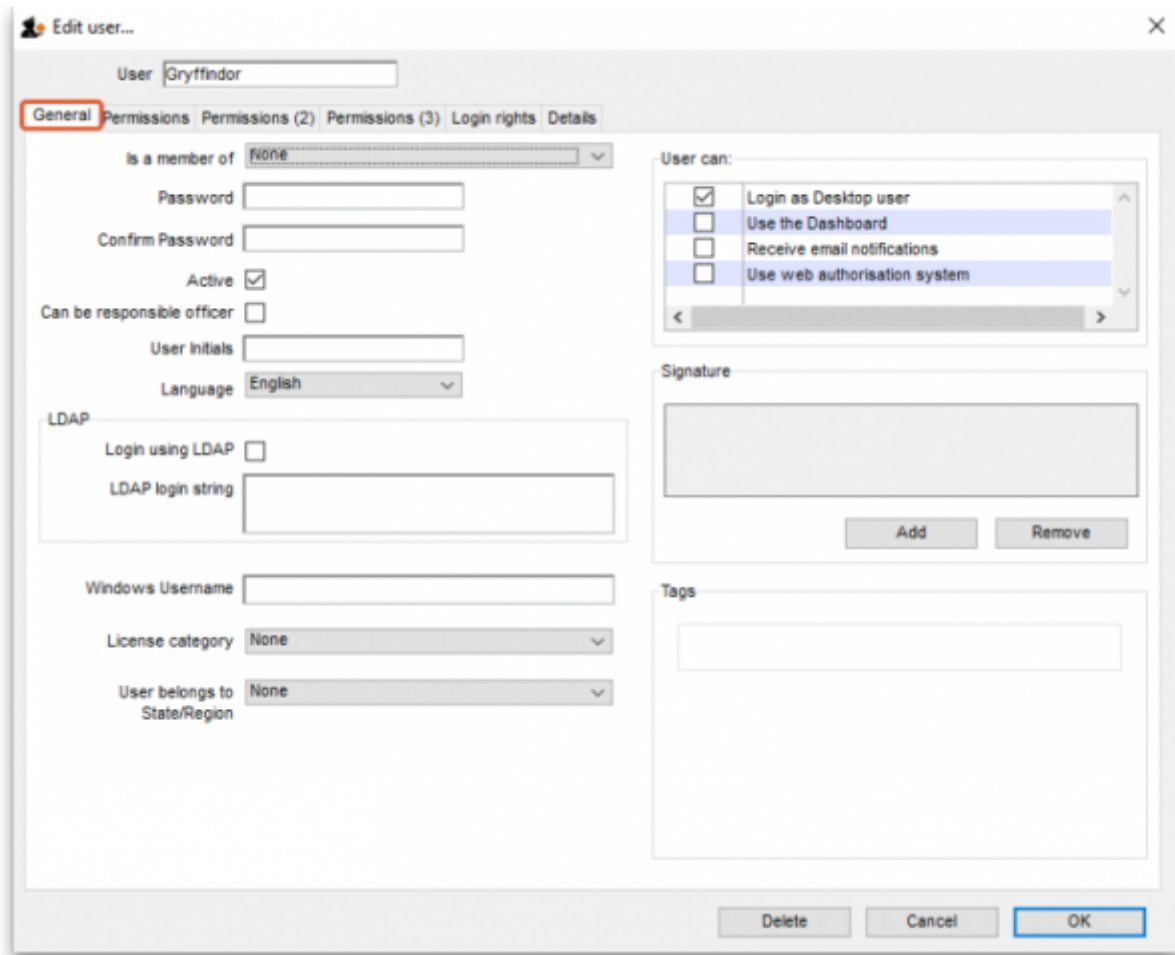 Edit user...
User Gryffindor
General Permissions Permissions (2) Permissions (3) Login rights Details
Is a member of None
Password
Confirm Password
Active
Can be responsible officer
User Initials
Language English
LDAP
Login using LDAP
LDAP login string
Windows Username
License category None
User belongs to None
State/Region
User can:
Login as Desktop user
Use the Dashboard
Receive email notifications
Use web authorisation system
Signature
Add Remove
Tags
Delete Cancel OK